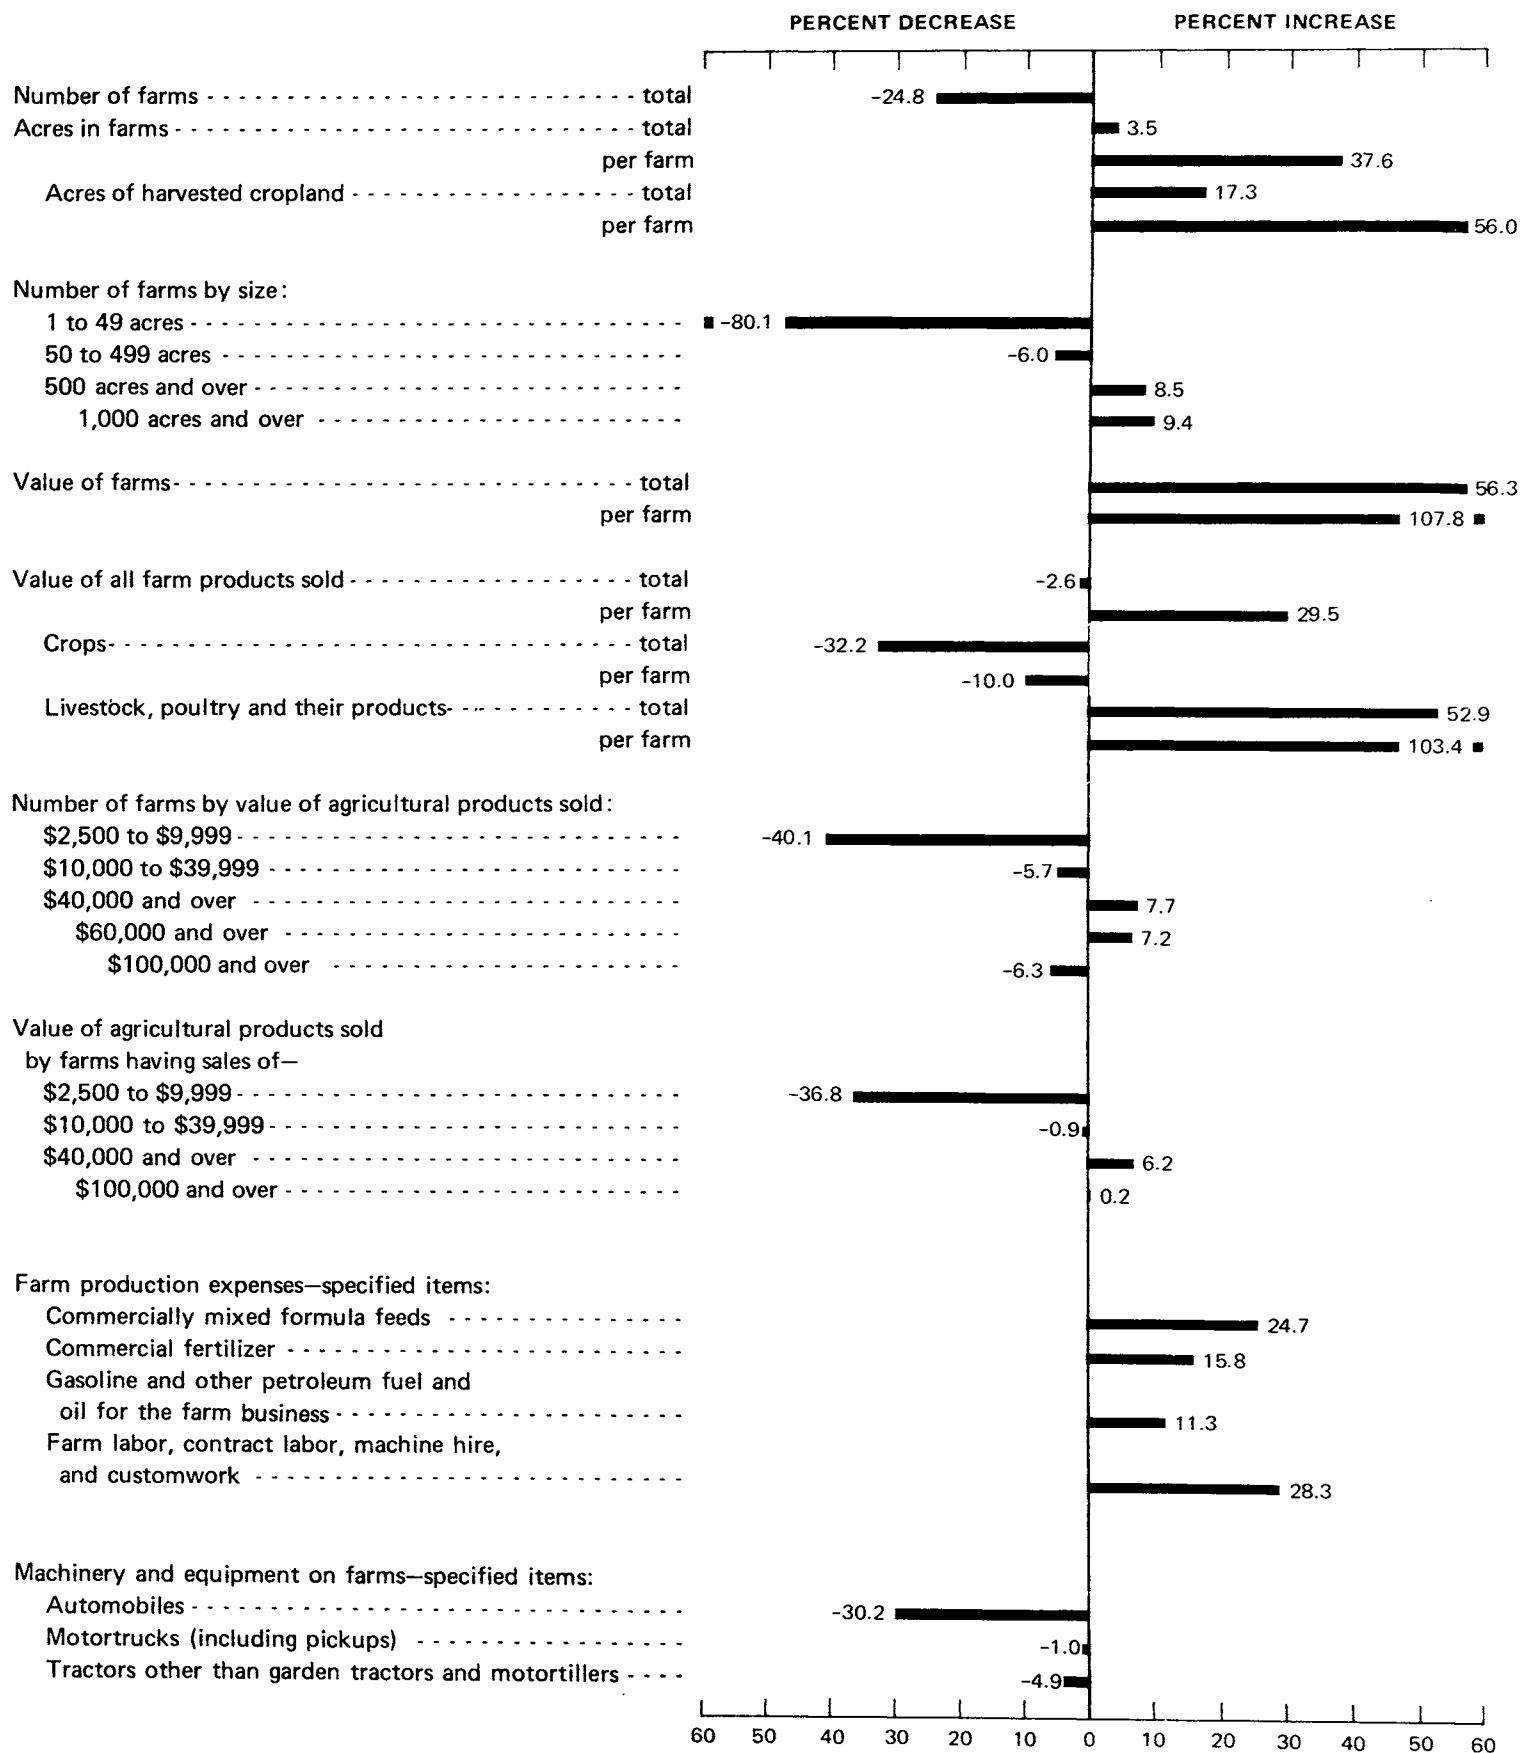 PERCENT DECREASE PERCENT INCREASE
Number of farms total -24.8
Acres in farms total 3.5
per farm 37.6
Acres of harvested cropland total 17.3
per farm 56.0
Number of farms by size:
1 to 49 acres -80.1
50 to 499 acres -6.0
500 acres and over 8.5
1,000 acres and over 9.4
Value of farms total 56.3
per farm 107.8
Value of all farm products sold total -2.6
per farm 29.5
Crops total -32.2
per farm -10.0
Livestock, poultry and their products total 52.9
per farm 103.4
Number of farms by value of agricultural products sold:
$2,500 to $9,999 -40.1
$10,000 to $39,999 -5.7
$40,000 and over 7.7
$60,000 and over 7.2
$100,000 and over -6.3
Value of agricultural products sold
by farms having sales of—
$2,500 to $9,999 -36.8
$10,000 to $39,999 -0.9
$40,000 and over 6.2
$100,000 and over 0.2
Farm production expenses—specified items:
Commercially mixed formula feeds 24.7
Commercial fertilizer 15.8
Gasoline and other petroleum fuel and
oil for the farm business 11.3
Farm labor, contract labor, machine hire,
and customwork 28.3
Machinery and equipment on farms—specified items:
Automobiles -30.2
Motortrucks (including pickups) -1.0
Tractors other than garden tractors and motortillers -4.9
60 50 40 30 20 10 0 10 20 30 40 50 60